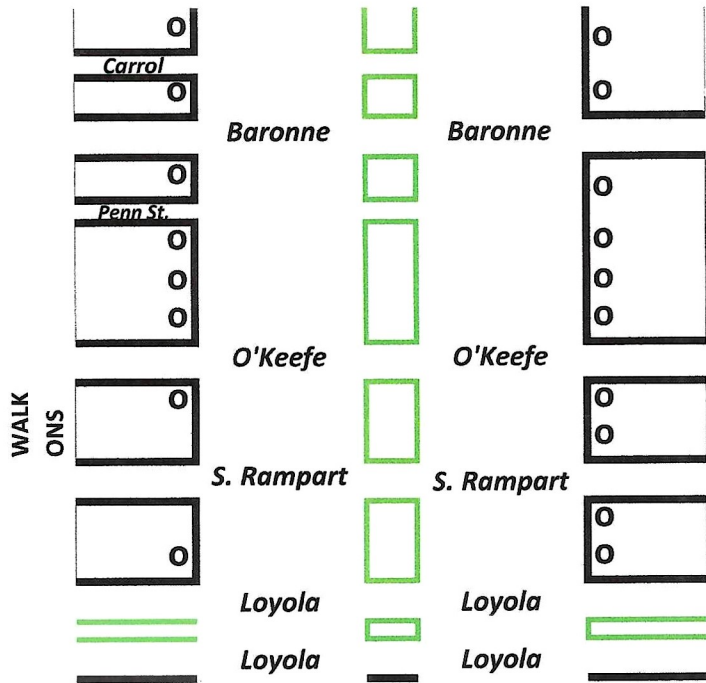 O O
Carrol
O O
Baronne Baronne
O O
Penn St.
O O
O O
O O
O'Keefe O'Keefe
O O
O
WALK
ONS
S. Rampart S. Rampart
O
O O
Loyola Loyola
Loyola Loyola